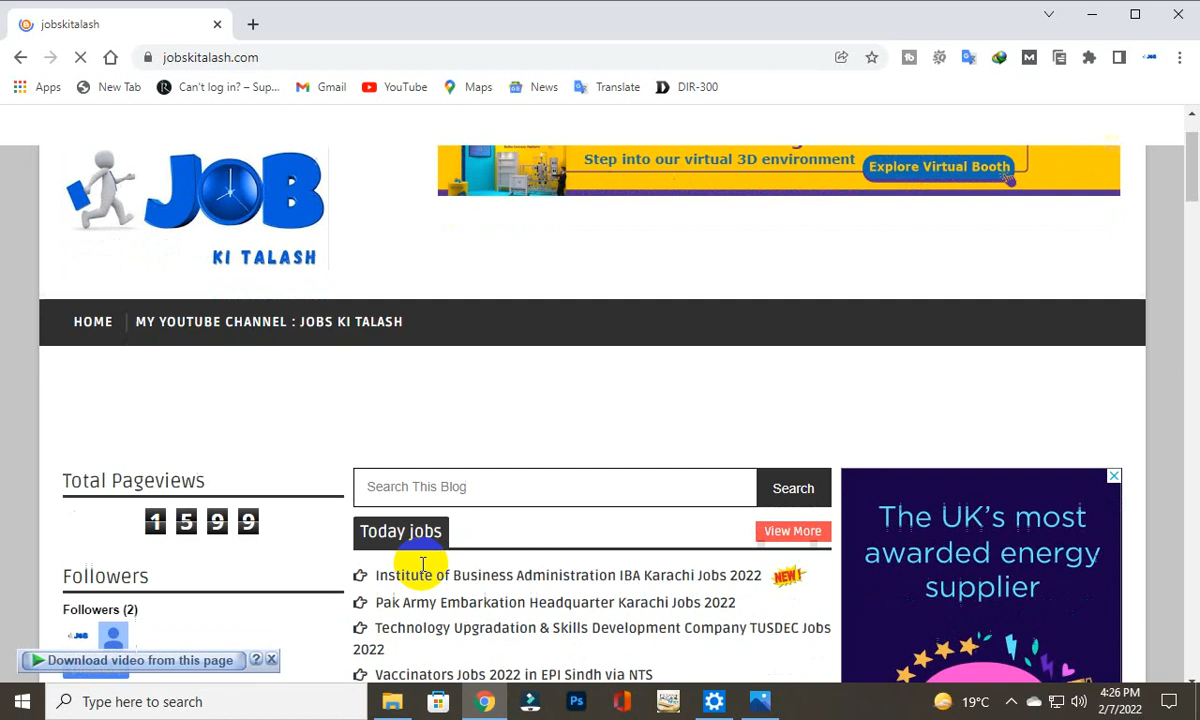 jobskitalash
jobskitalash.com
Apps
New Tab
Can't log in? – Sup...
Gmail
YouTube
Maps
News
Translate
DIR-300
Step into our virtual 3D environment
Explore Virtual Booth
JOB
KI TALASH
HOME
MY YOUTUBE CHANNEL : JOBS KI TALASH
Total Pageviews
1 5 9 9
Search This Blog
Search
Today jobs
View More
Followers
Followers (2)
Institute of Business Administration IBA Karachi Jobs 2022 NEW!
Pak Army Embarkation Headquarter Karachi Jobs 2022
Technology Upgradation & Skills Development Company TUSDEC Jobs
2022
Vaccinators Jobs 2022 in EPI Sindh via NTS
The UK's most
awarded energy
supplier
Download video from this page
Type here to search
19°C
4:26 PM
2/7/2022